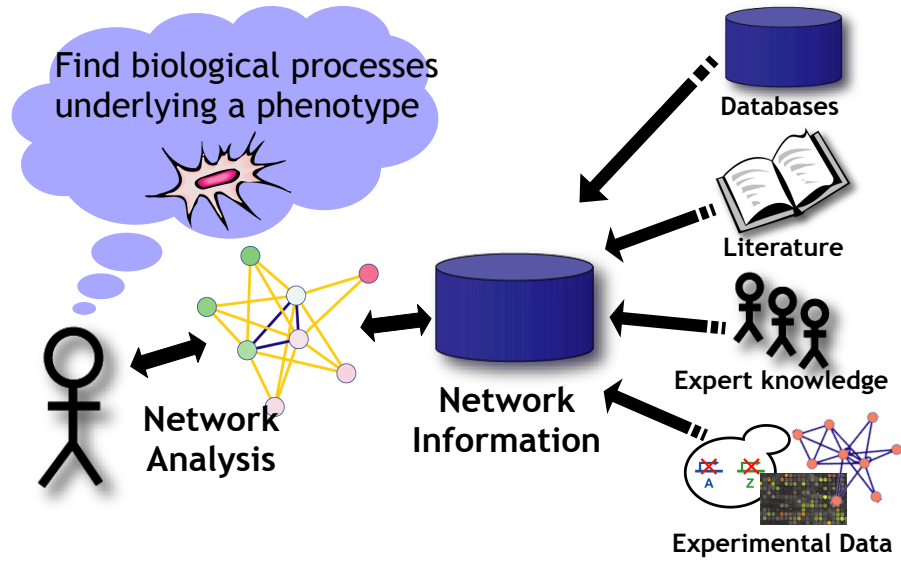 Find biological processes
underlying a phenotype
Databases
Literature
Expert knowledge
Network
Analysis
Network
Information
A
Z
Experimental Data